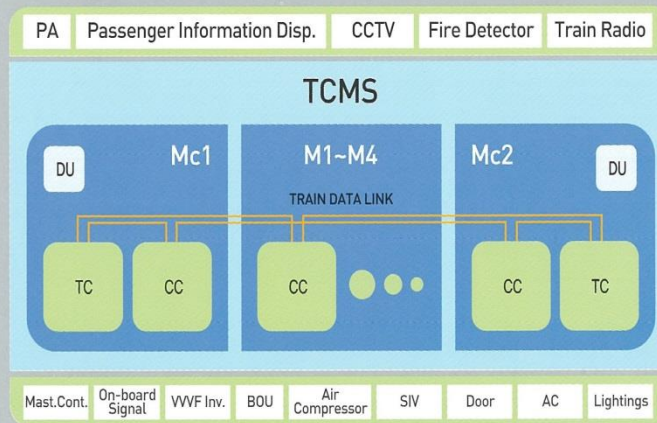 PA Passenger Information Disp. CCTV Fire Detector Train Radio
TCMS
DU Mc1 M1~M4 Mc2 DU
TRAIN DATA LINK
TC CC CC CC TC
Mast.Cont. On-board Signal VVVF Inv. BOU Air Compressor SIV Door AC Lightings